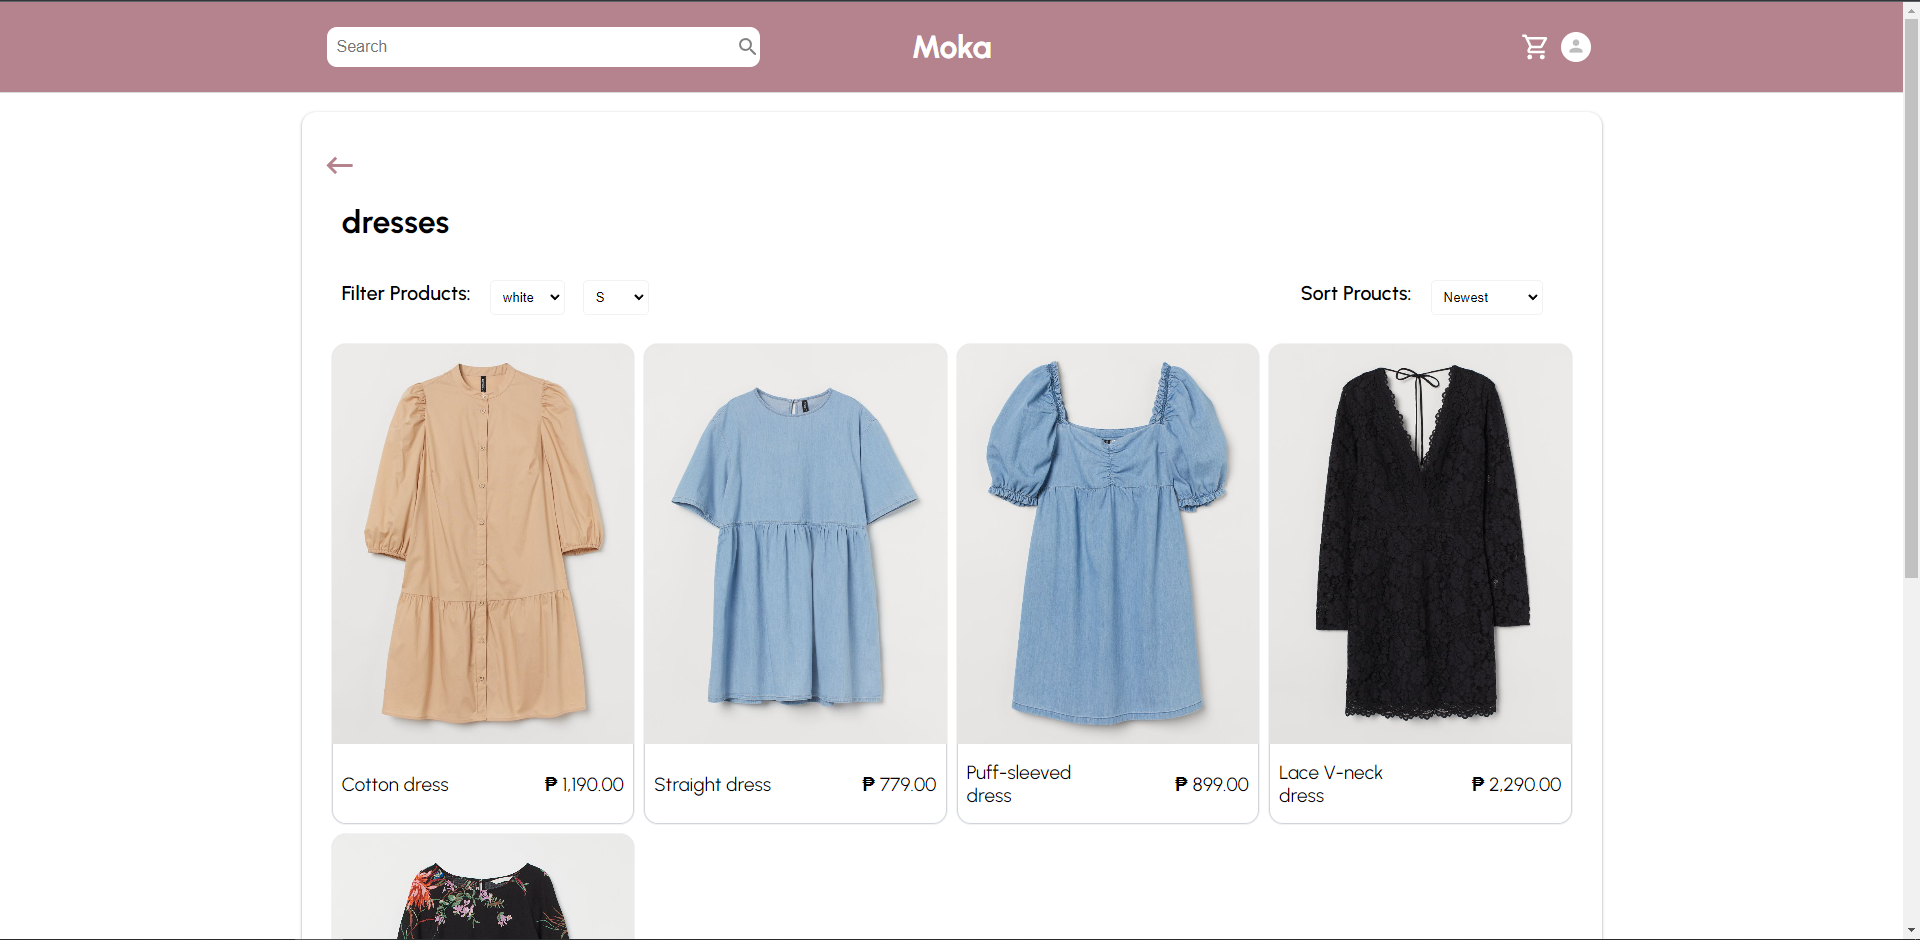 Search
Moka
dresses
Filter Products:
white
S
Sort Proucts:
Newest
Cotton dress
₱ 1,190.00
Straight dress
₱ 779.00
Puff-sleeved
dress
₱ 899.00
Lace V-neck
dress
₱ 2,290.00